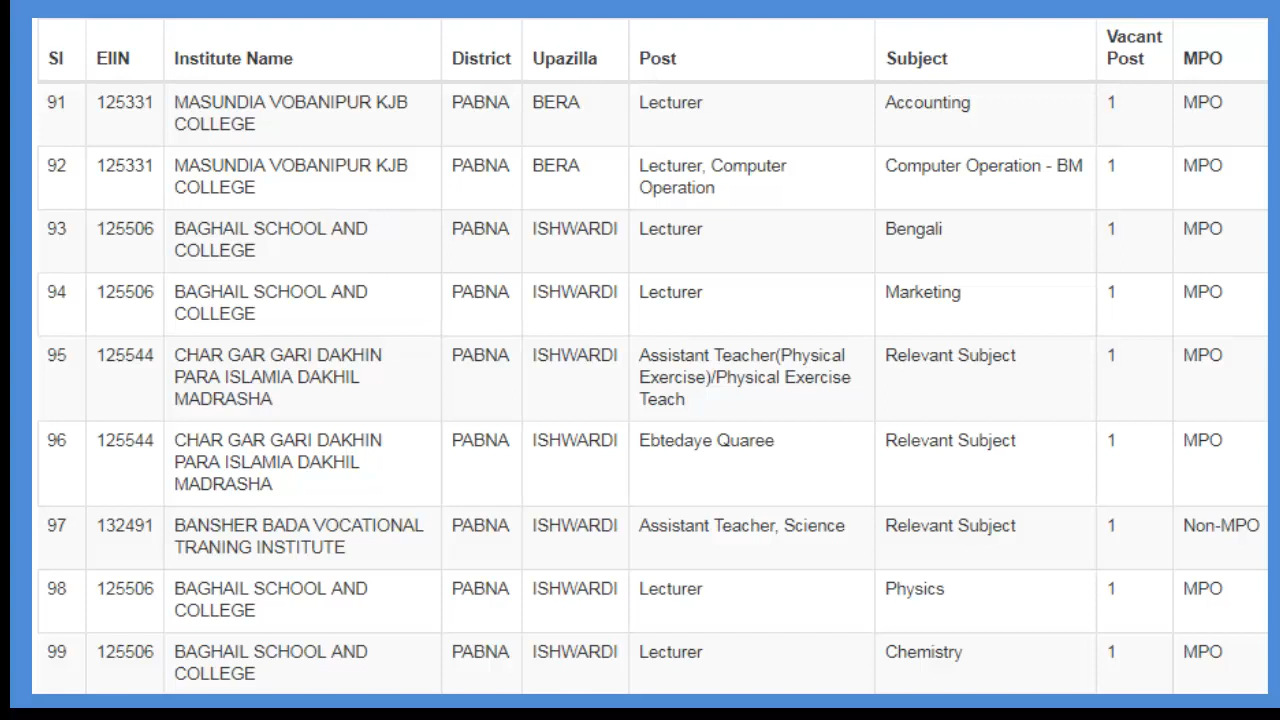 Sl EIIN Institute Name District Upazilla Post Subject Vacant Post MPO
91 125331 MASUNDIA VOBANIPUR KJB PABNA BERA Lecturer Accounting 1 MPO
COLLEGE
92 125331 MASUNDIA VOBANIPUR KJB PABNA BERA Lecturer, Computer Computer Operation - BM 1 MPO
COLLEGE Operation
93 125506 BAGHAIL SCHOOL AND PABNA ISHWARDI Lecturer Bengali 1 MPO
COLLEGE
94 125506 BAGHAIL SCHOOL AND PABNA ISHWARDI Lecturer Marketing 1 MPO
COLLEGE
95 125544 CHAR GAR GARI DAKHIN PABNA ISHWARDI Assistant Teacher(Physical Relevant Subject 1 MPO
PARA ISLAMIA DAKHIL Exercise)/Physical Exercise
MADRASHA Teach
96 125544 CHAR GAR GARI DAKHIN PABNA ISHWARDI Ebtedaye Quaree Relevant Subject 1 MPO
PARA ISLAMIA DAKHIL
MADRASHA
97 132491 BANSHER BADA VOCATIONAL PABNA ISHWARDI Assistant Teacher, Science Relevant Subject 1 Non-MPO
TRANING INSTITUTE
98 125506 BAGHAIL SCHOOL AND PABNA ISHWARDI Lecturer Physics 1 MPO
COLLEGE
99 125506 BAGHAIL SCHOOL AND PABNA ISHWARDI Lecturer Chemistry 1 MPO
COLLEGE